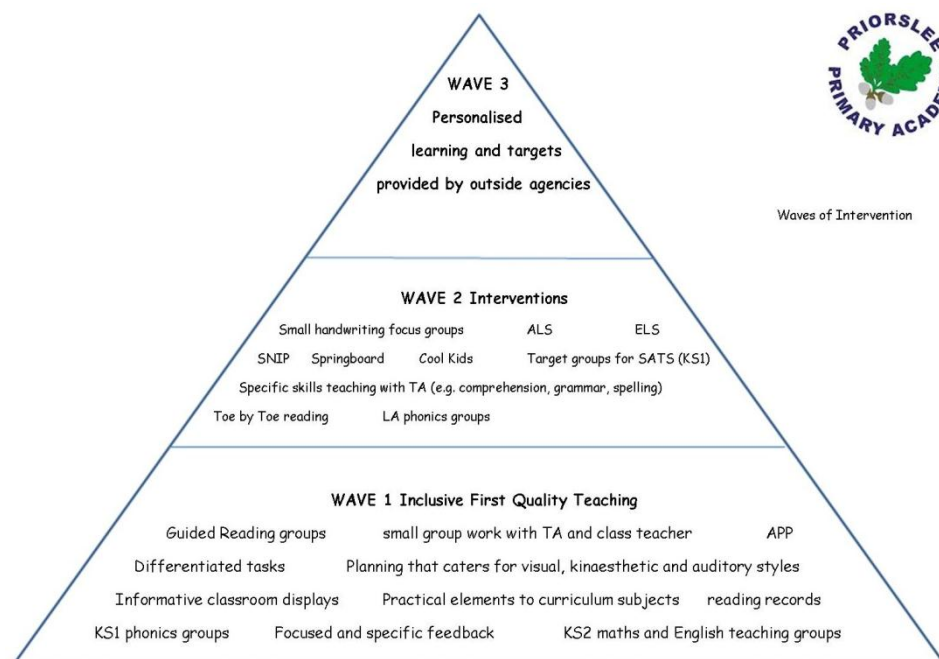 PRIORSLEE
PRIMARY ACADE
WAVE 3
Personalised
learning and targets
provided by outside agencies
Waves of Intervention
WAVE 2 Interventions
Small handwriting focus groups ALS ELS
SNIP Springboard Cool Kids Target groups for SATS (KS1)
Specific skills teaching with TA (e.g. comprehension, grammar, spelling)
Toe by Toe reading LA phonics groups
WAVE 1 Inclusive First Quality Teaching
Guided Reading groups small group work with TA and class teacher APP
Differentiated tasks Planning that caters for visual, kinaesthetic and auditory styles
Informative classroom displays Practical elements to curriculum subjects reading records
KS1 phonics groups Focused and specific feedback KS2 maths and English teaching groups